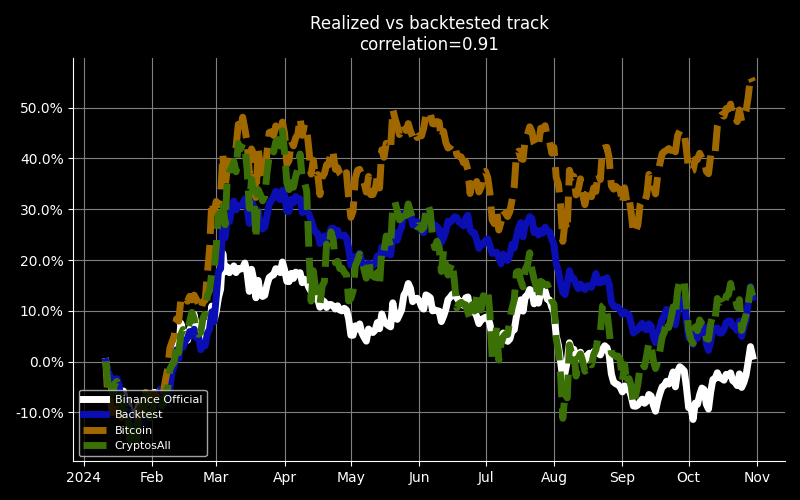 Realized vs backtested track
correlation=0.91
50.0%
40.0%
30.0%
20.0%
10.0%
0.0%
-10.0%
Binance Official
Backtest
Bitcoin
CryptosAll
2024 Feb Mar Apr May Jun Jul Aug Sep Oct Nov